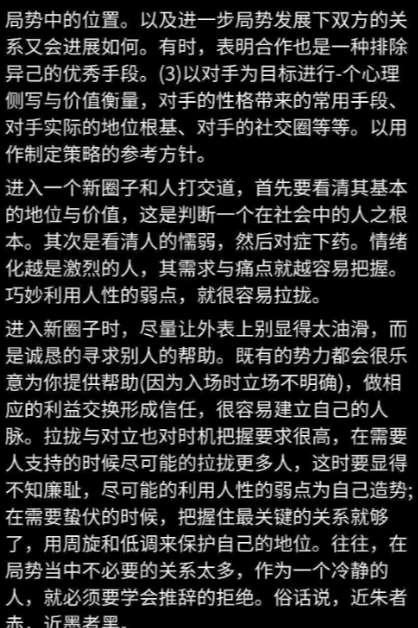 局势中的位置。以及进一步局势发展下双方的关
系又会进展如何。有时，表明合作也是一种排除
异己的优秀手段。(3)以对手为目标进行-个心理
侧写与价值衡量，对手的性格带来的常用手段、
对手实际的地位根基、对手的社交圈等等。以用
作制定策略的参考方针。
进入一个新圈子和人打交道，首先要看清其基本
的地位与价值，这是判断一个在社会中的人之根
本。其次是看清人的懦弱，然后对症下药。情绪
化越是激烈的人，其需求与痛点就越容易把握。
巧妙利用人性的弱点，就很容易拉拢。
进入新圈子时，尽量让外表上别显得太油滑，而
是诚恳的寻求别人的帮助。既有的势力都会很乐
意为你提供帮助(因为入场时立场不明确)，做相
应的利益交换形成信任，很容易建立自己的人
脉。拉拢与对立也对时机把握要求很高，在需要
人支持的时候尽可能的拉拢更多人，这时要显得
不知廉耻，尽可能的利用人性的弱点为自己造势;
在需要蛰伏的时候，把握住最关键的关系就够
了，用周旋和低调来保护自己的地位。往往，在
局势当中不必要的关系太多，作为一个冷静的
人，就必须要学会推辞的拒绝。俗话说，近朱者
赤，近墨者黑。